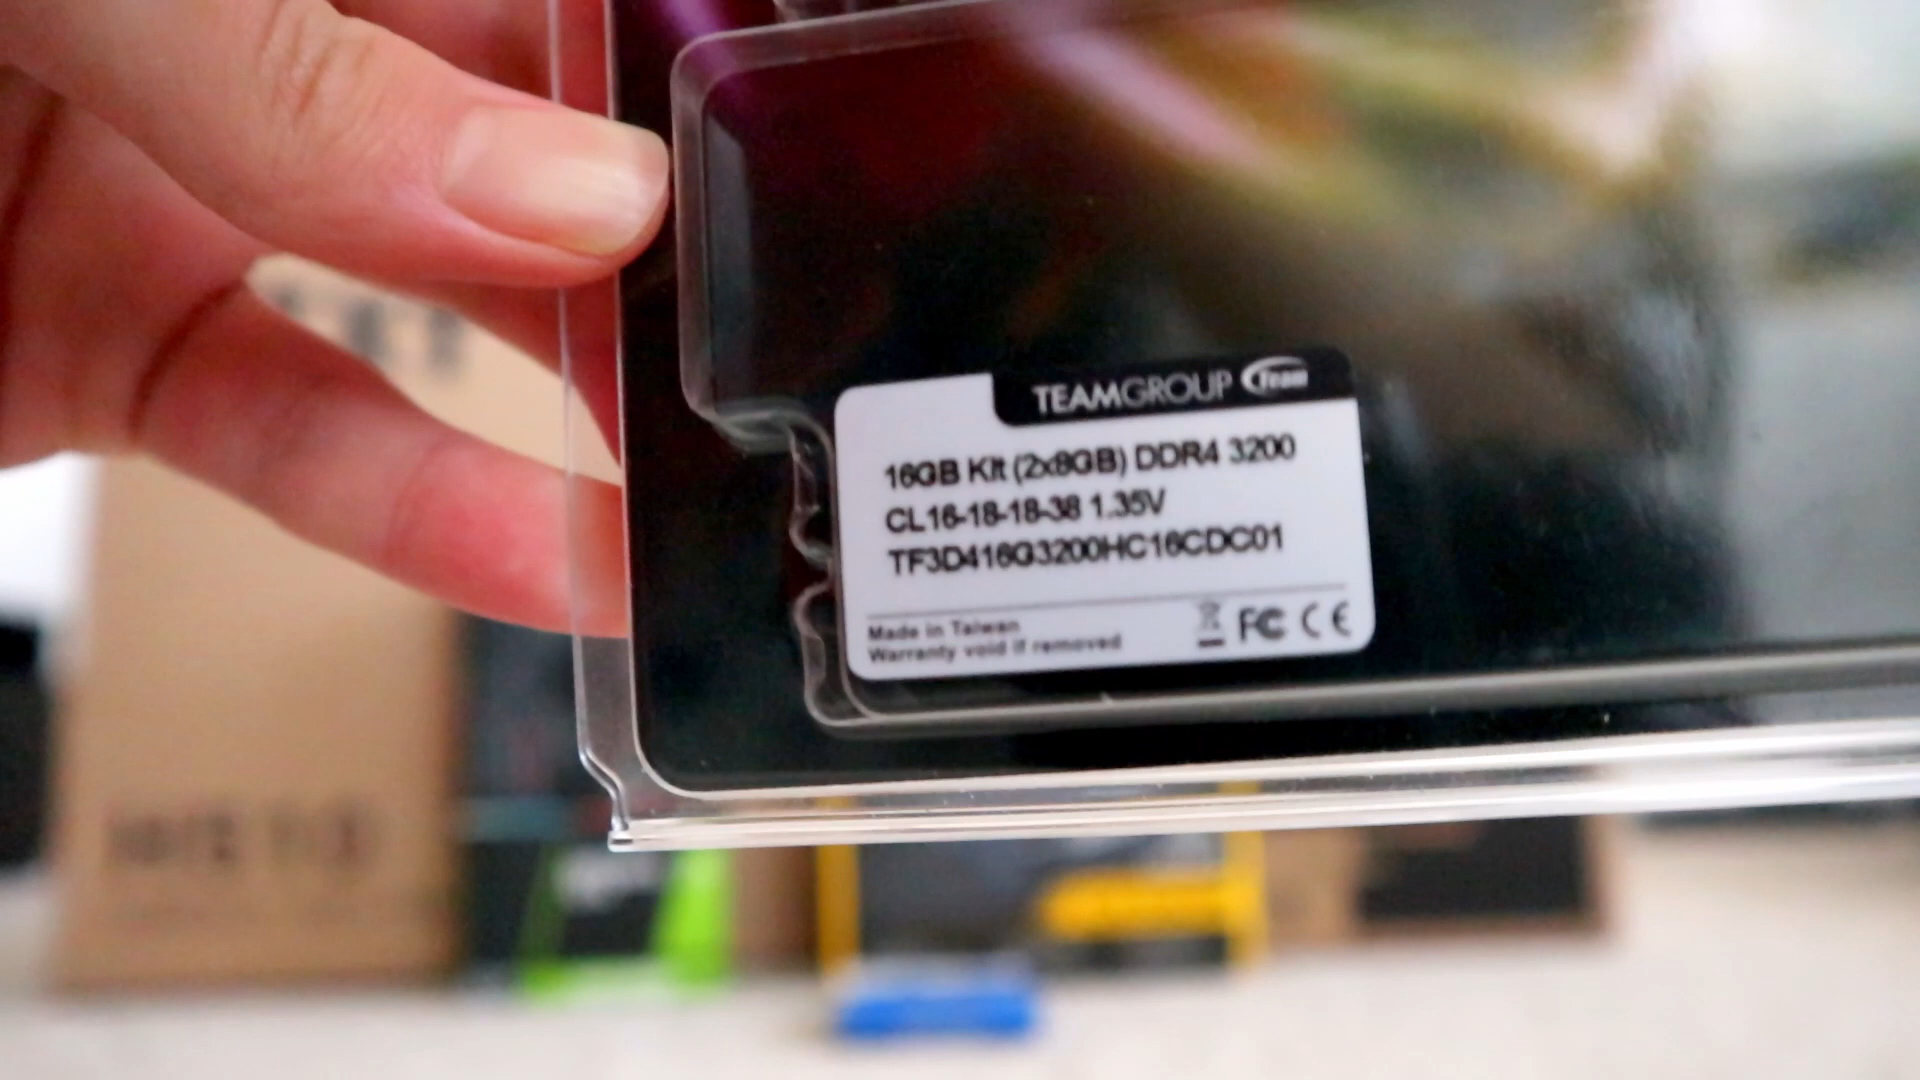 TEAMGROUP Team
16GB Kit (2x8GB) DDR4 3200
CL16-18-18-38 1.35V
TF3D416G3200HC16CDC01
Made in Taiwan
Warranty void if removed
FC CE